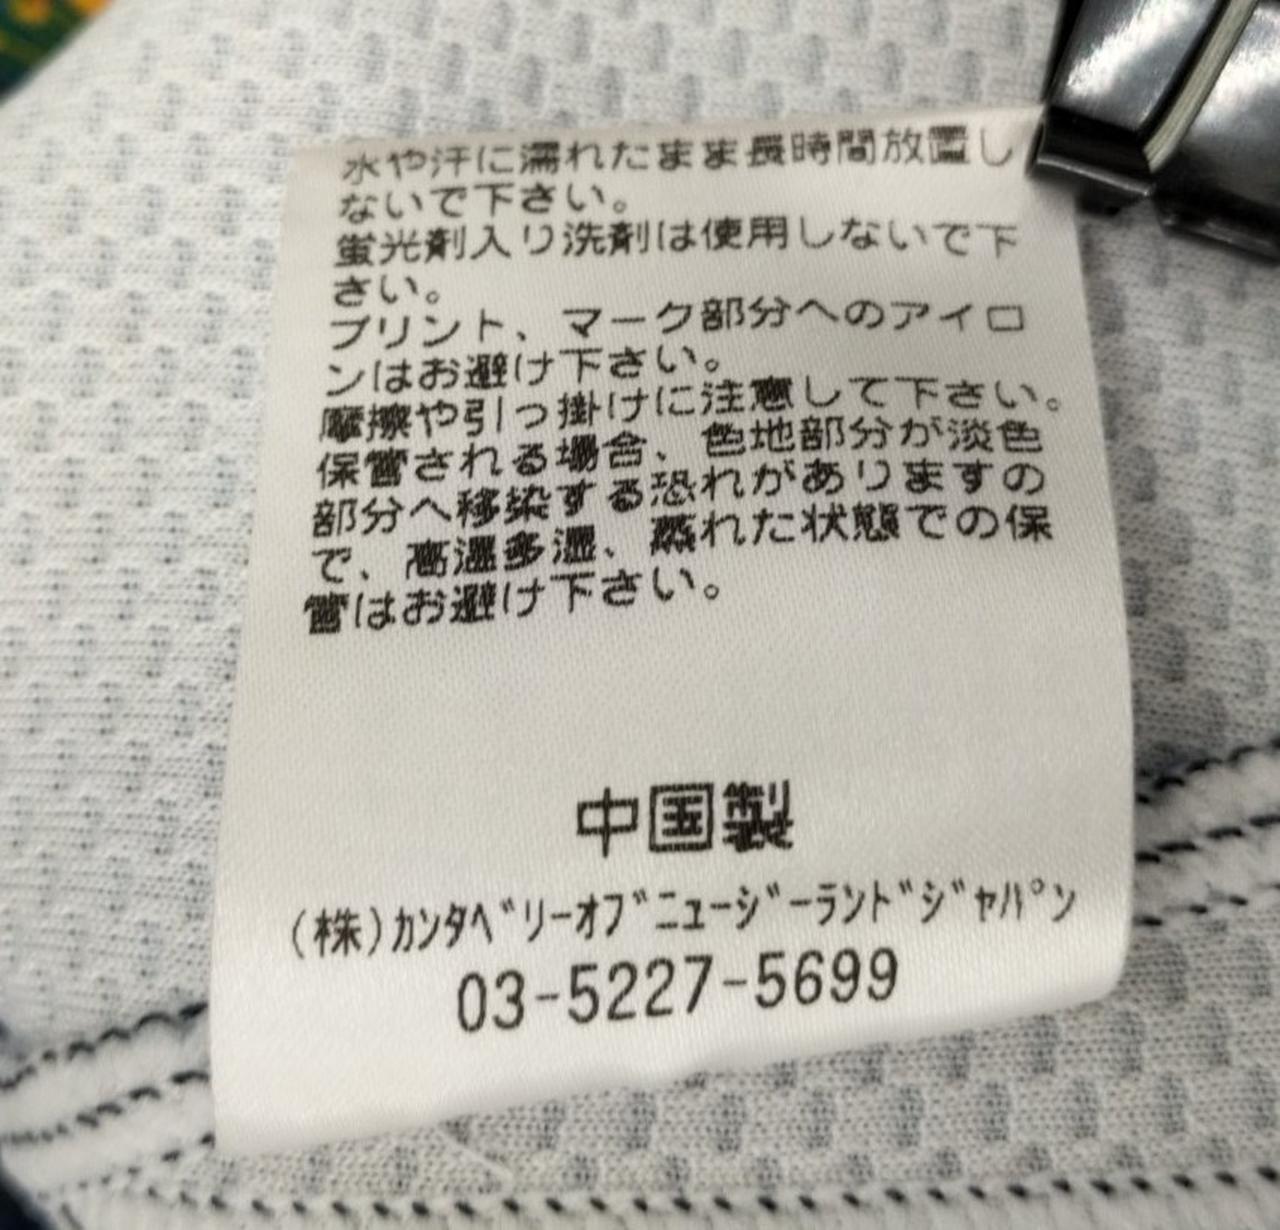 水や汗に濡れたまま長時間放置し
ないで下さい。
蛍光剤入り洗剤は使用しないで下
さい。
プリント、マーク部分へのアイロ
ンはお避け下さい。
摩擦や引っ掛けに注意して下さい。
保管される場合、色地部分が淡色
部分へ移染する恐れがありますの
で、高温多湿、蒸れた状態での保
管はお避け下さい。
中国製
(株)ｶﾝﾀﾍﾞﾘｰｵﾌﾞﾆｭｰｼﾞｰﾗﾝﾄﾞｼﾞｬﾊﾟﾝ
03-5227-5699